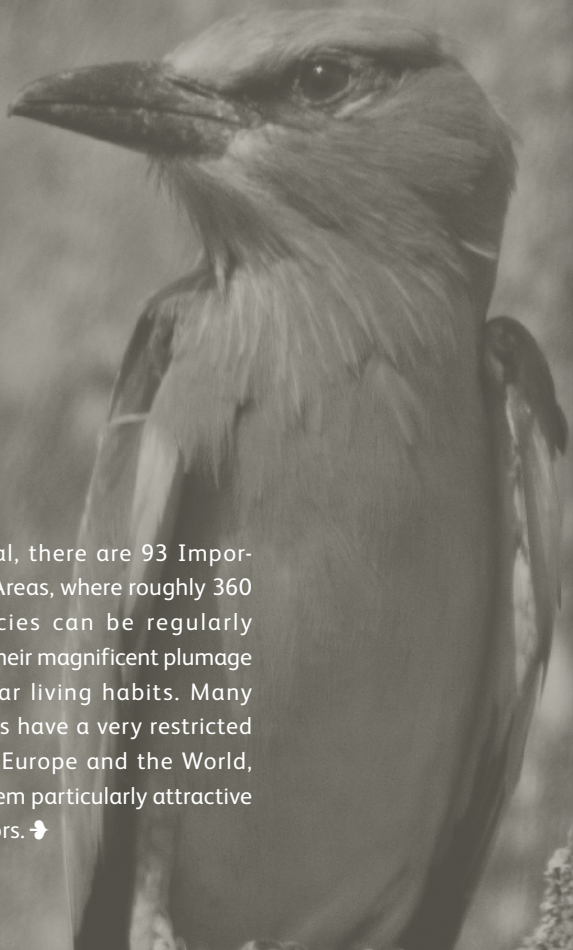 al, there are 93 Impor-
Areas, where roughly 360
cies can be regularly
heir magnificent plumage
ar living habits. Many
s have a very restricted
Europe and the World,
em particularly attractive
ors.